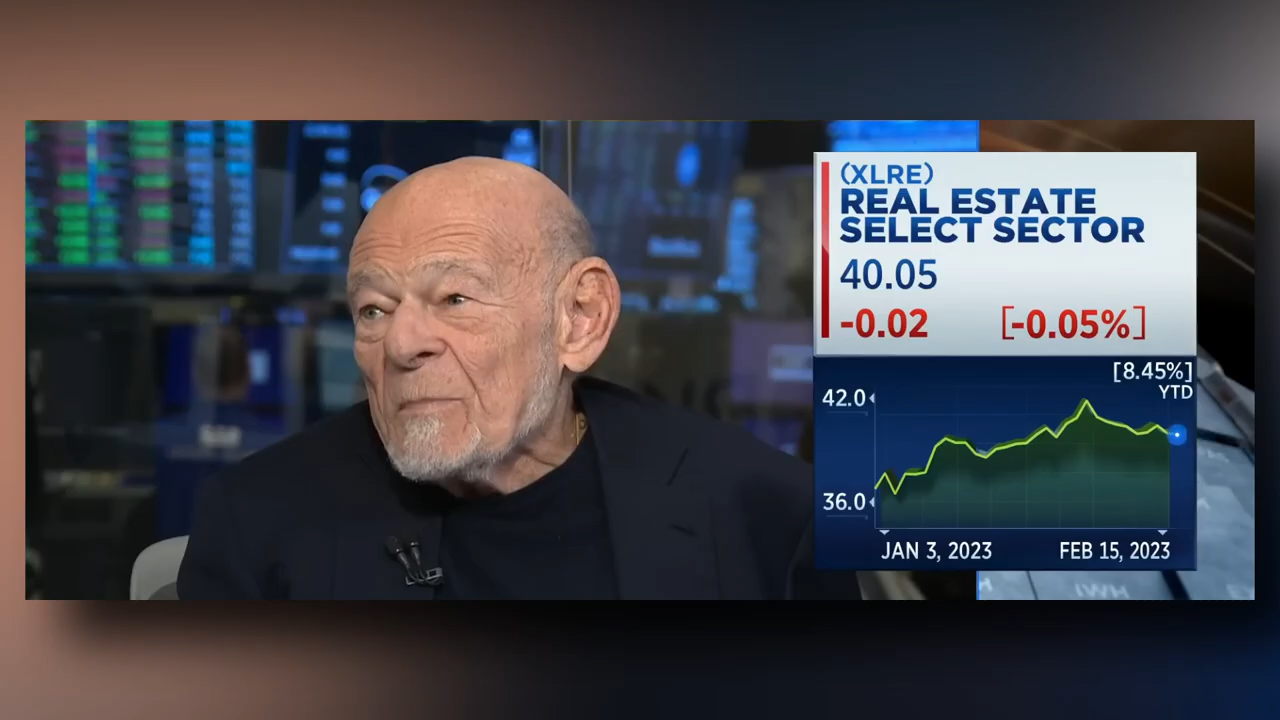 (XLRE)
REAL ESTATE
SELECT SECTOR
40.05
-0.02 [-0.05%]
[8.45%]
YTD
42.0
36.0
JAN 3, 2023 FEB 15, 2023